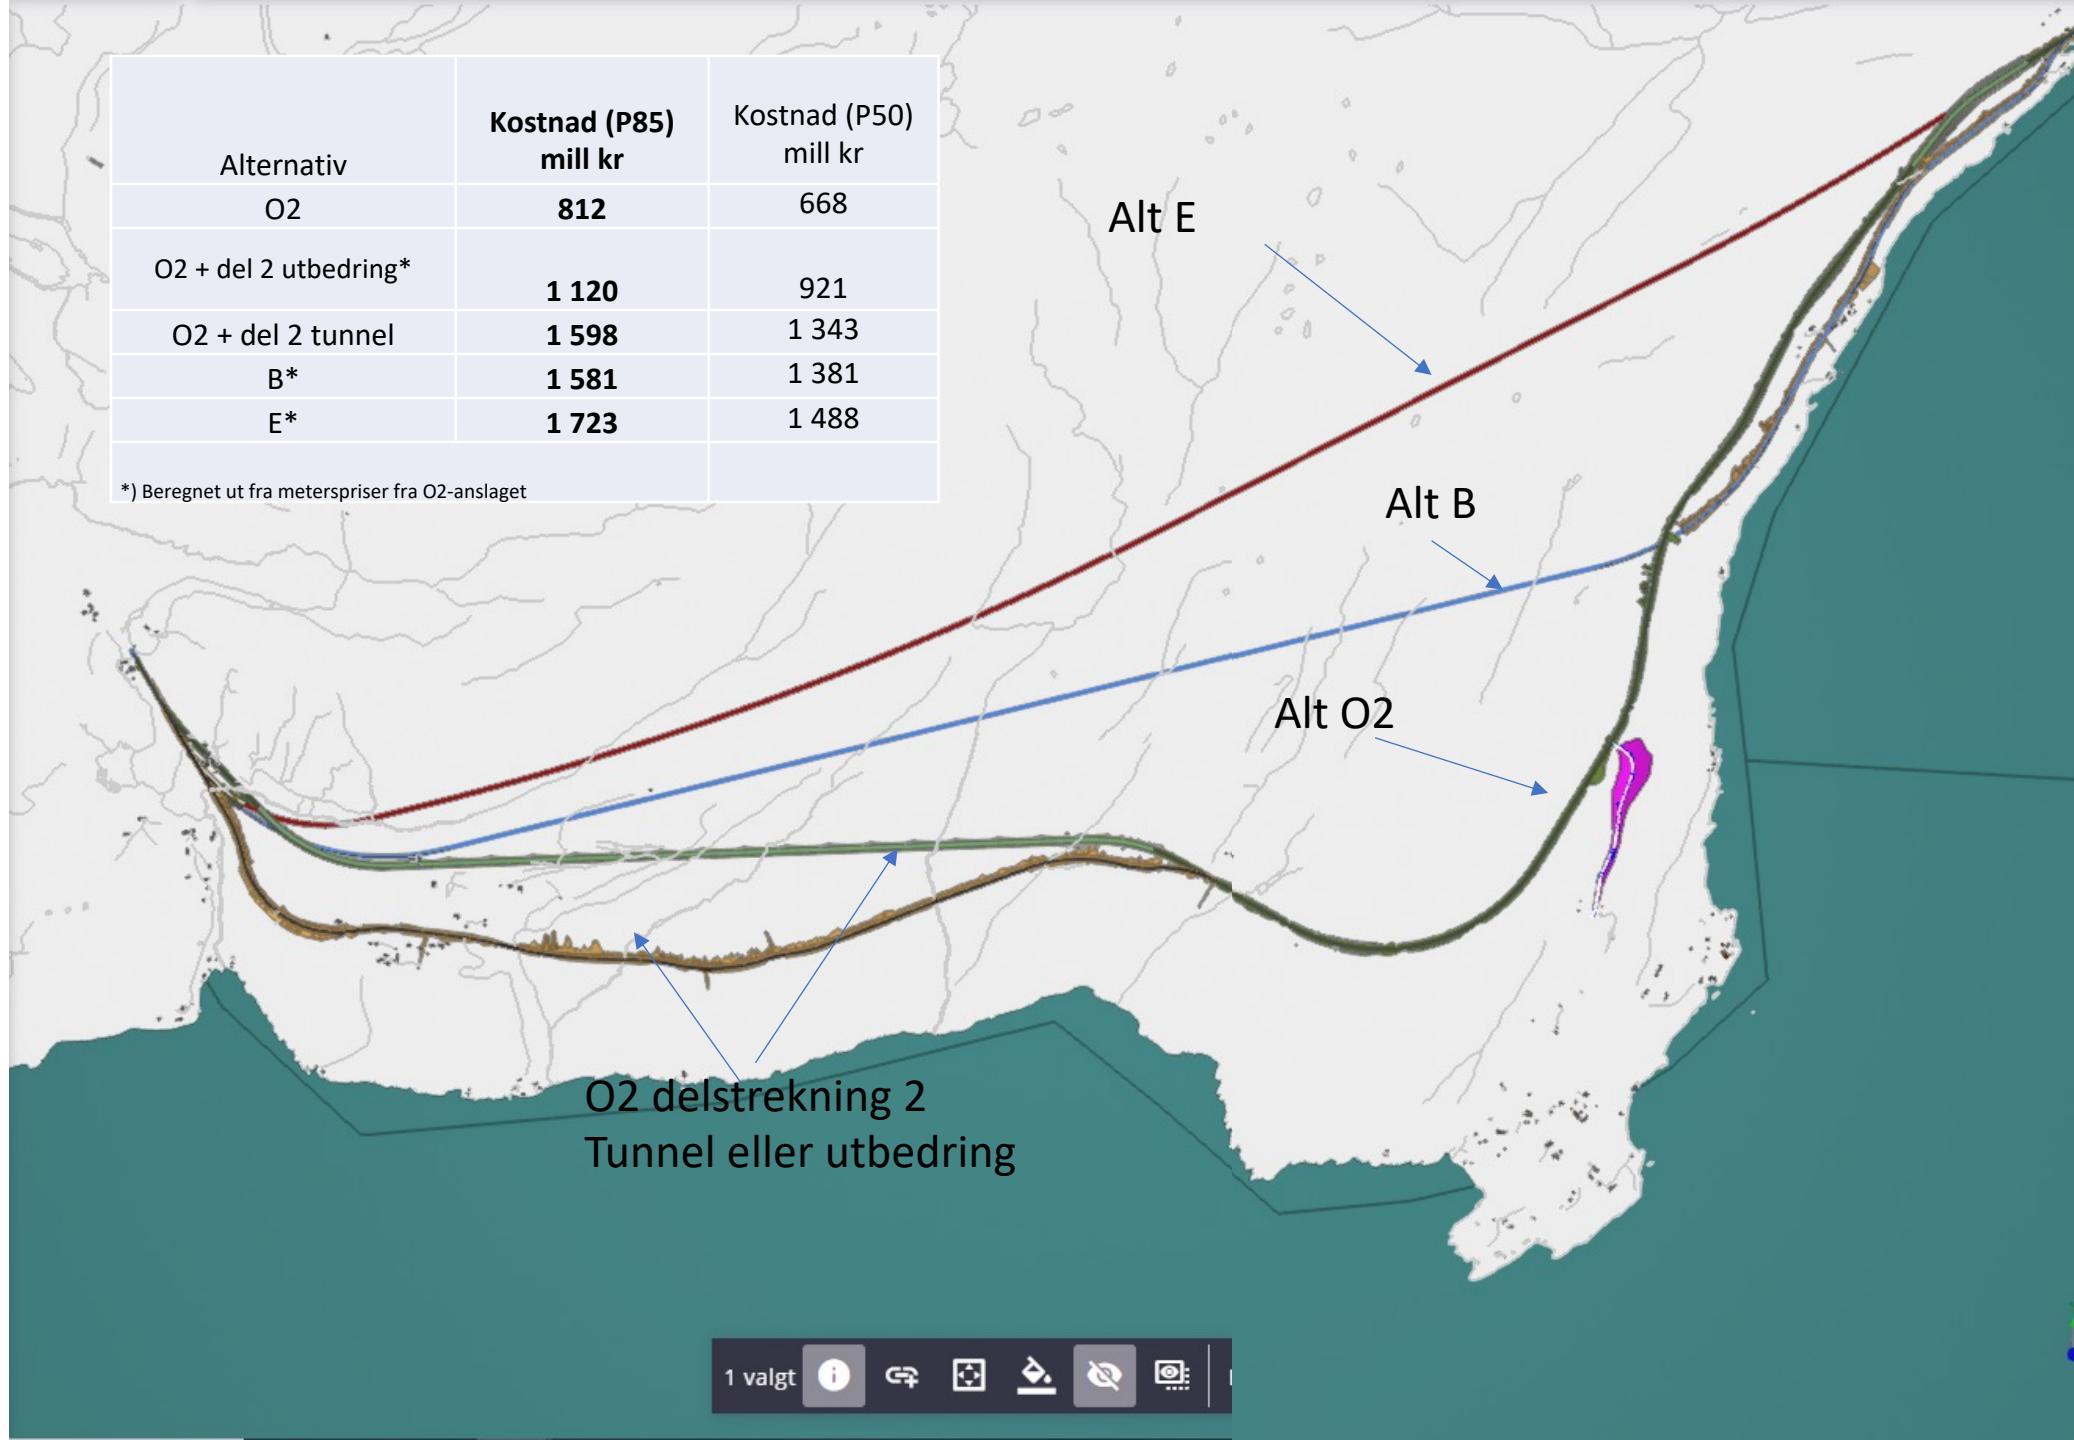 Alternativ Kostnad (P85) mill kr Kostnad (P50) mill kr
O2 812 668
O2 + del 2 utbedring* 1 120 921
O2 + del 2 tunnel 1 598 1 343
B* 1 581 1 381
E* 1 723 1 488
*) Beregnet ut fra meterspriser fra O2-anslaget
Alt E
Alt B
Alt O2
O2 delstrekning 2
Tunnel eller utbedring
1 valgt